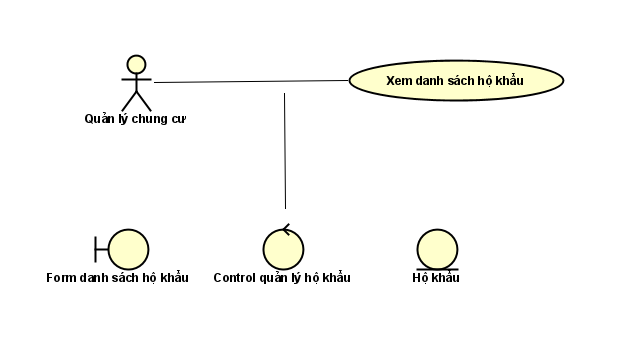 Xem danh sách hộ khẩu
Quản lý chung cư
Form danh sách hộ khẩu
Control quản lý hộ khẩu
Hộ khẩu